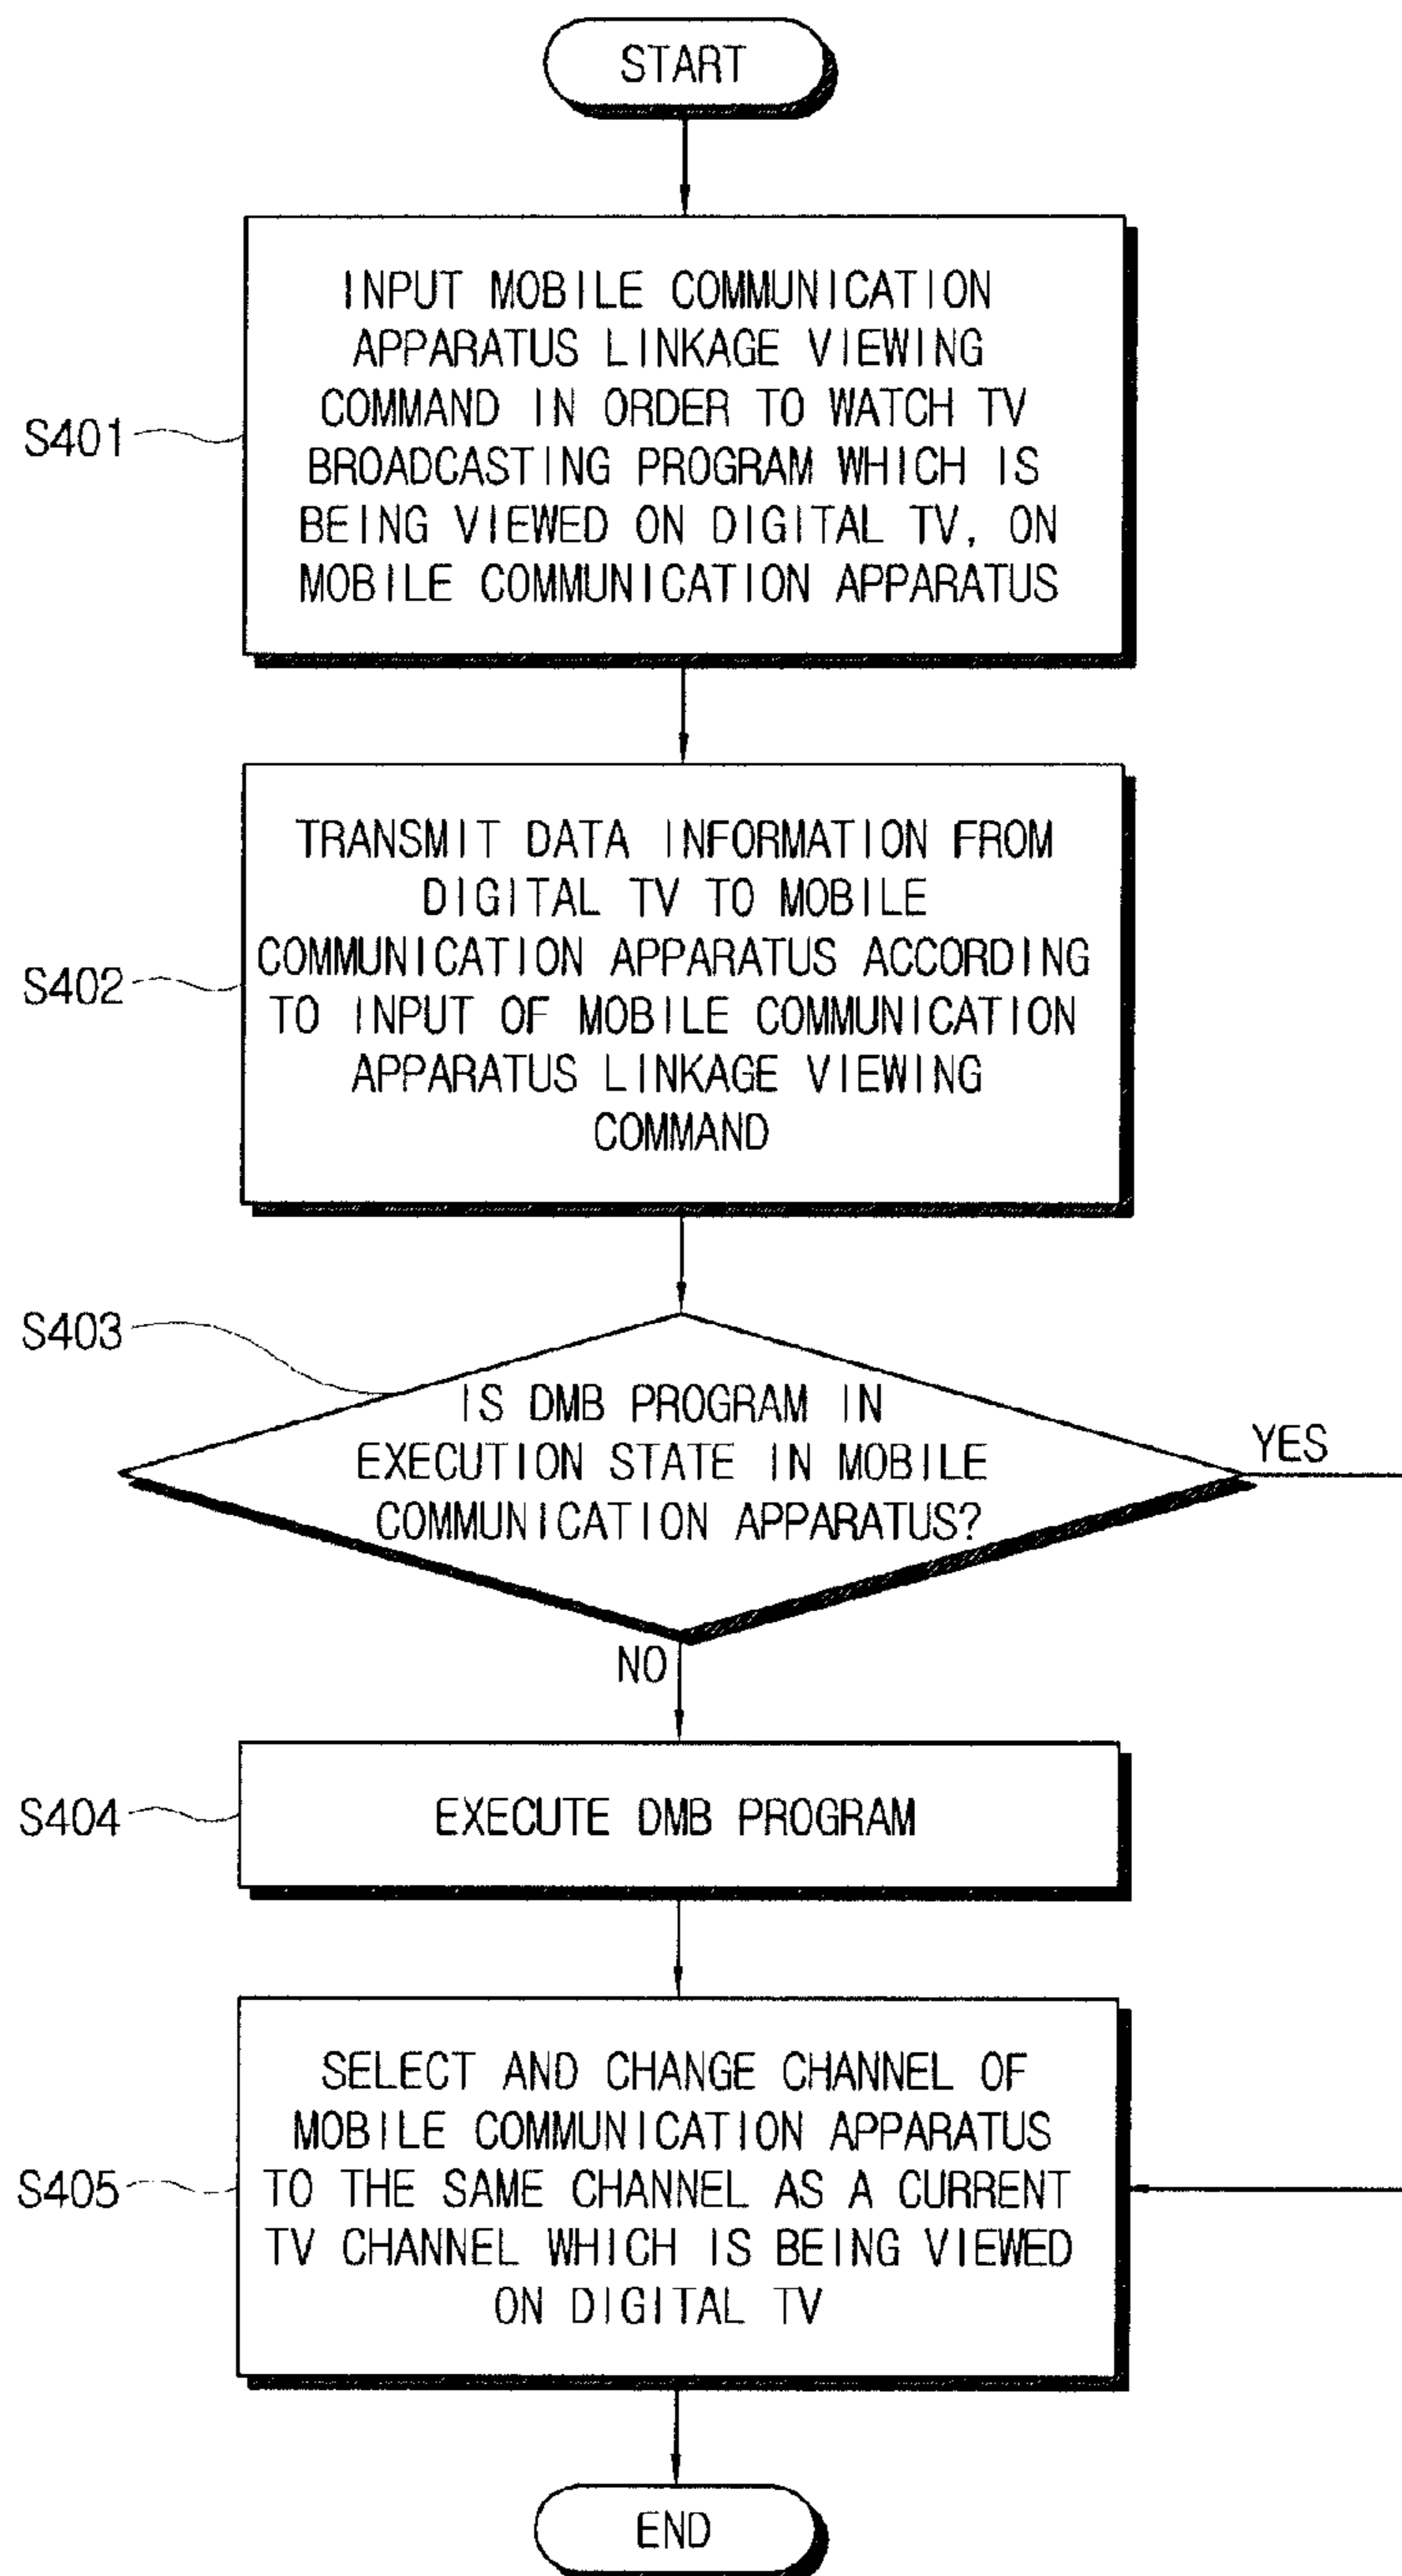 START
INPUT MOBILE COMMUNICATION
APPARATUS LINKAGE VIEWING
COMMAND IN ORDER TO WATCH TV
BROADCASTING PROGRAM WHICH IS
BEING VIEWED ON DIGITAL TV, ON
MOBILE COMMUNICATION APPARATUS
S401
TRANSMIT DATA INFORMATION FROM
DIGITAL TV TO MOBILE
COMMUNICATION APPARATUS ACCORDING
TO INPUT OF MOBILE COMMUNICATION
APPARATUS LINKAGE VIEWING
COMMAND
S402
S403
IS DMB PROGRAM IN
EXECUTION STATE IN MOBILE
COMMUNICATION APPARATUS?
YES
NO
S404
EXECUTE DMB PROGRAM
SELECT AND CHANGE CHANNEL OF
MOBILE COMMUNICATION APPARATUS
TO THE SAME CHANNEL AS A CURRENT
TV CHANNEL WHICH IS BEING VIEWED
ON DIGITAL TV
S405
END